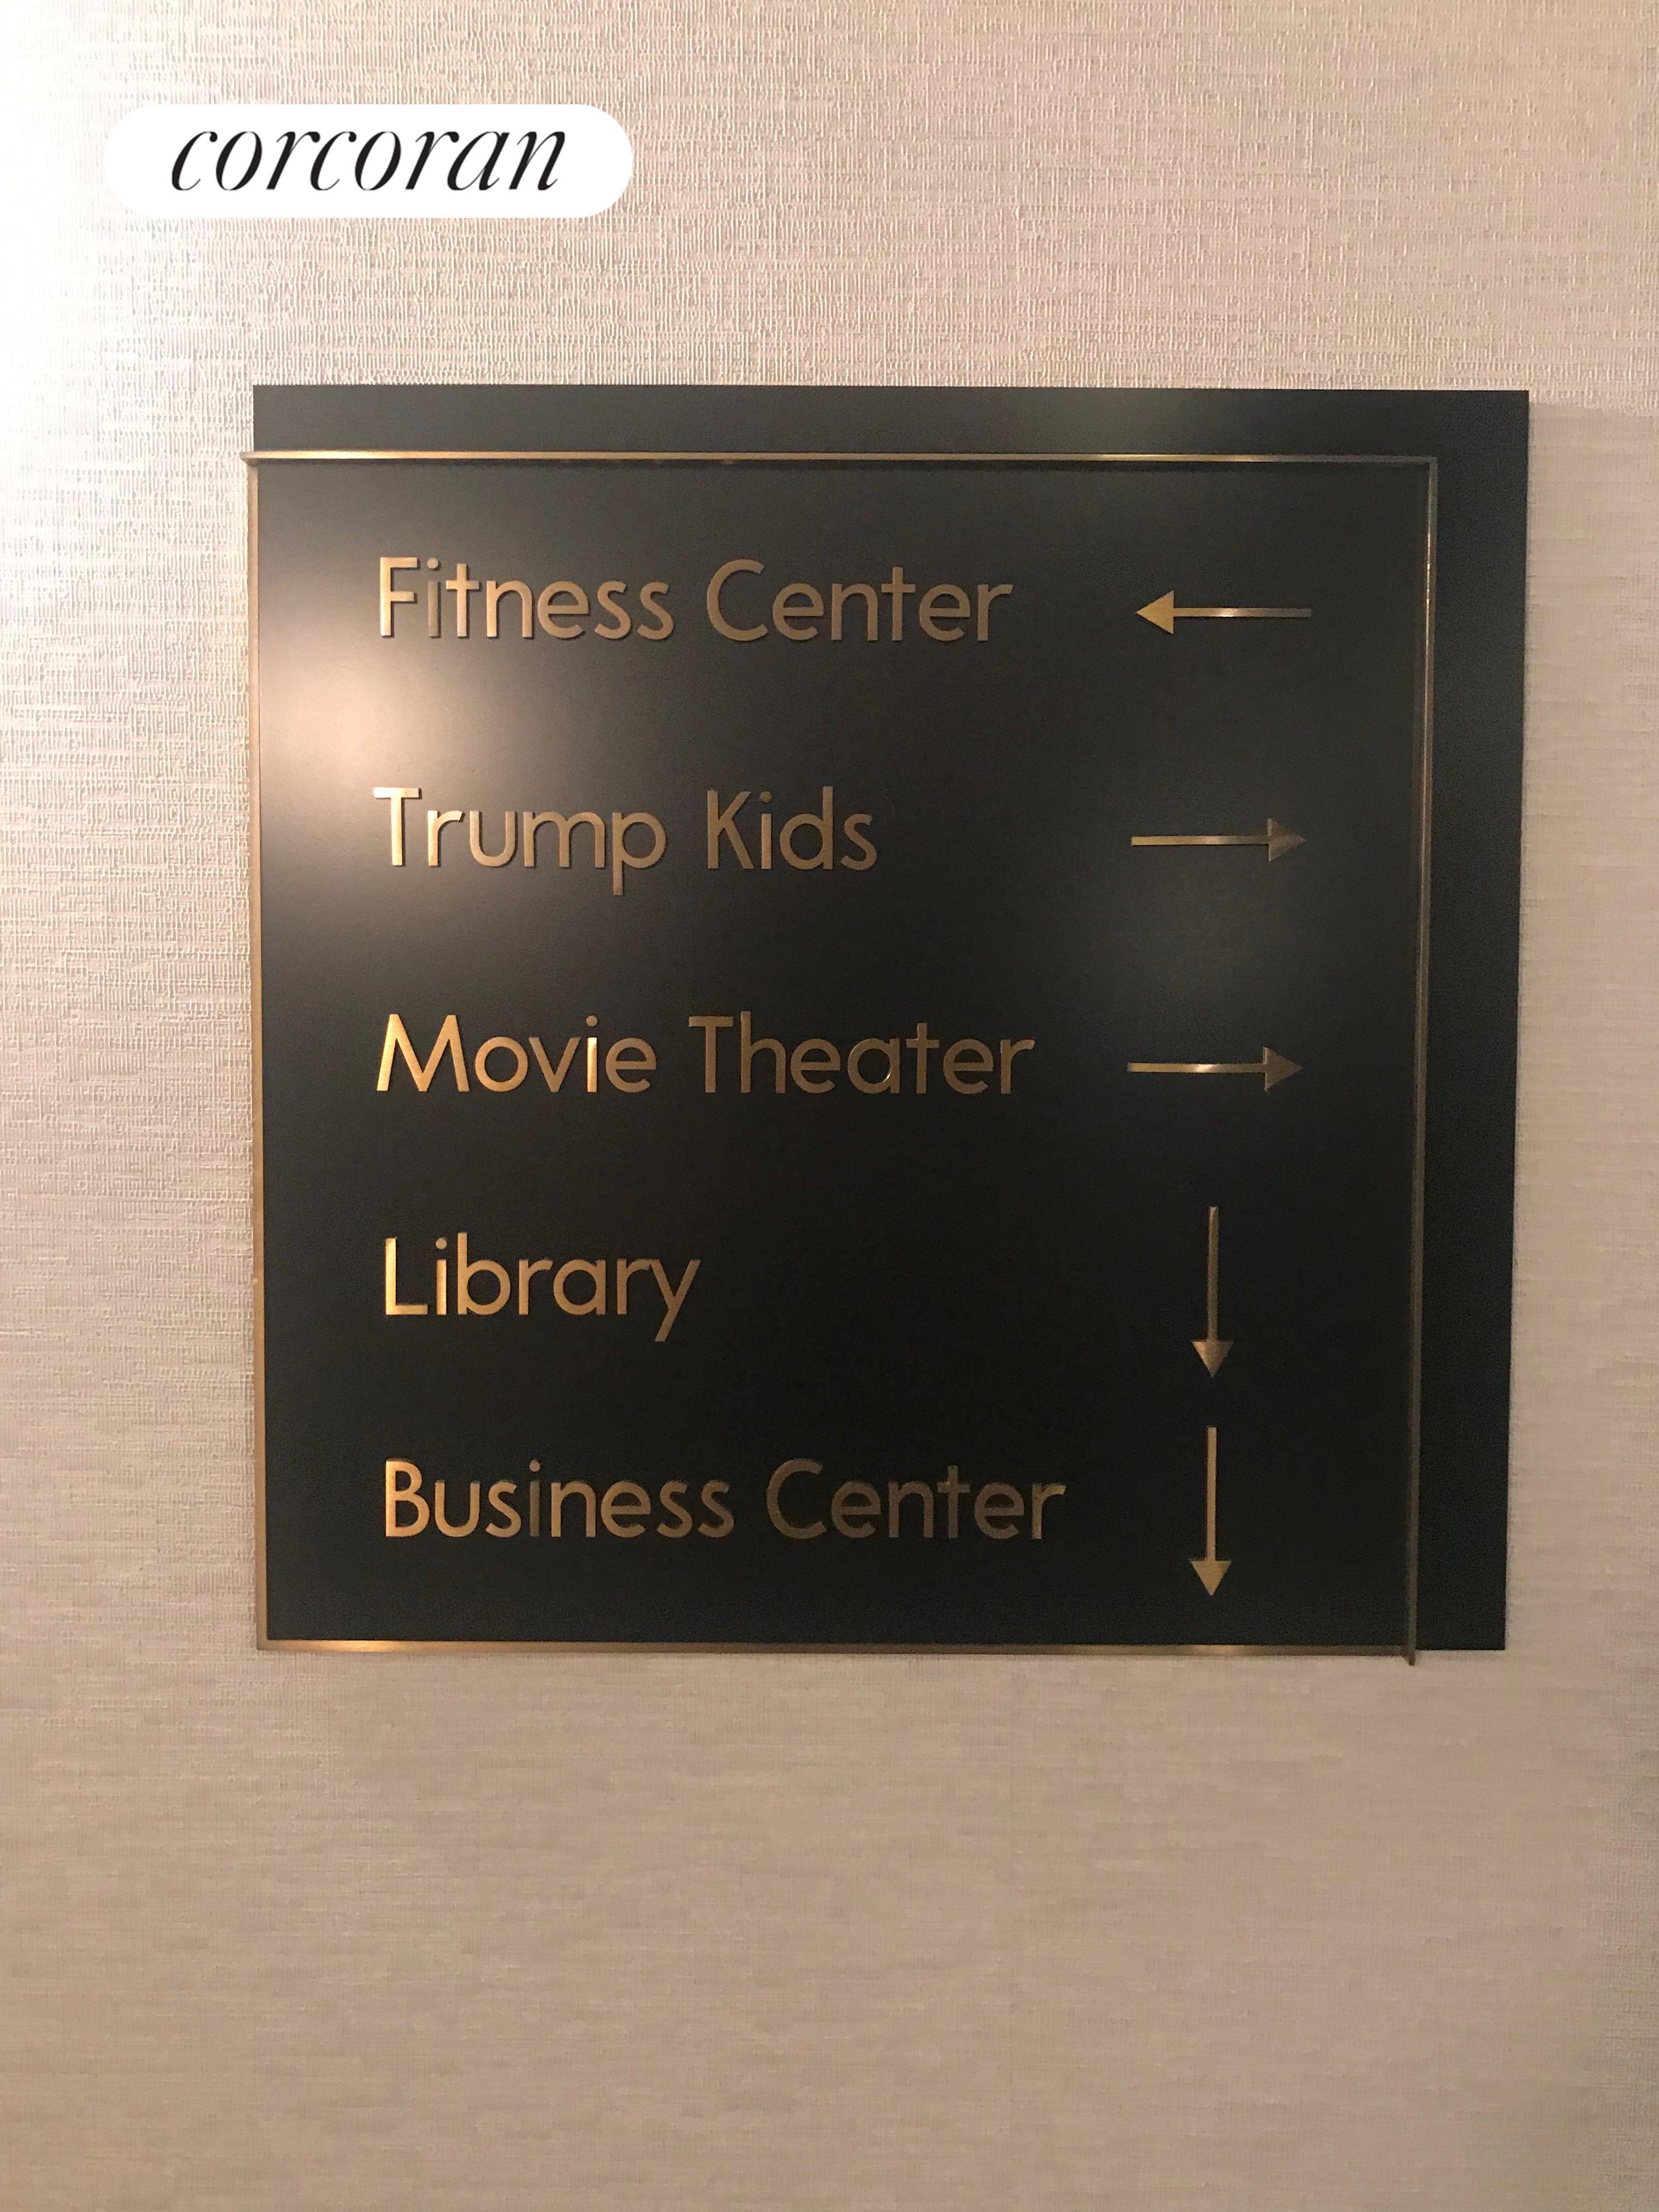 corcoran
Fitness Center ←
Trump Kids →
Movie Theater →
Library ↓
Business Center ↓